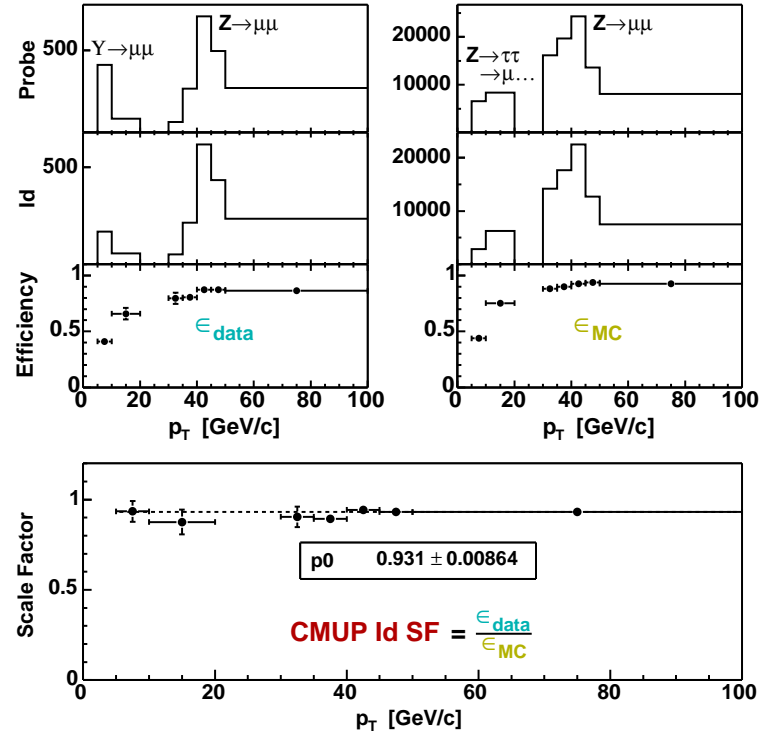 Probe
500
Υ→μμ
Z→μμ
20000
10000
Z→ττ
→μ...
Z→μμ
Id
500
20000
10000
Efficiency
1
0.5
0
∈data
0 20 40 60 80 100
pT [GeV/c]
1
0.5
0
∈MC
0 20 40 60 80 100
pT [GeV/c]
Scale Factor
1
0.5
0
p0 0.931 ± 0.00864
CMUP Id SF = ∈data
∈MC
0 20 40 60 80 100
pT [GeV/c]